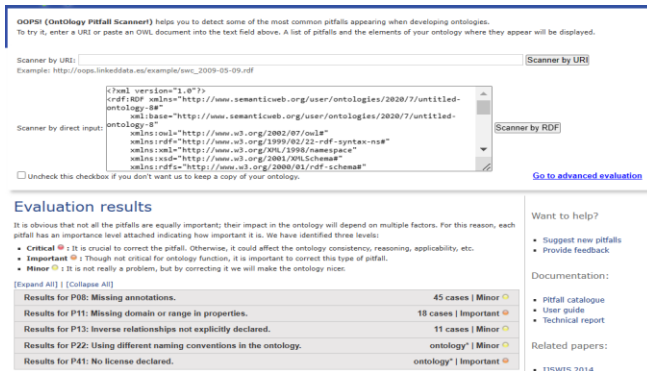 OOPS! (OntOlogy Pitfall Scanner!) helps you to detect some of the most common pitfalls appearing when developing ontologies.
To try it, enter a URI or paste an OWL document into the text field above. A list of pitfalls and the elements of your ontology where they appear will be displayed.
Scanner by URI: Scanner by URI
Example: http://oops.linkeddata.es/example/swc_2009-05-09.rdf
<?xml version="1.0"?>
<rdf:RDF xmlns="http://www.semanticweb.org/user/ontologies/2020/7/untitled-
ontology-8#"
xml:base="http://www.semanticweb.org/user/ontologies/2020/7/untitled-
Scanner by direct input: ontology-8" Scanner by RDF
xmlns:owl="http://www.w3.org/2002/07/owl#"
xmlns:rdf="http://www.w3.org/1999/02/22-rdf-syntax-ns#"
xmlns:xml="http://www.w3.org/XML/1998/namespace"
xmlns:xsd="http://www.w3.org/2001/XMLSchema#"
xmlns:rdfs="http://www.w3.org/2000/01/rdf-schema#"
Uncheck this checkbox if you don't want us to keep a copy of your ontology. Go to advanced evaluation
Evaluation results
It is obvious that not all the pitfalls are equally important; their impact in the ontology will depend on multiple factors. For this reason, each
pitfall has an importance level attached indicating how important it is. We have identified three levels:
• Critical : It is crucial to correct the pitfall. Otherwise, it could affect the ontology consistency, reasoning, applicability, etc.
• Important : Though not critical for ontology function, it is important to correct this type of pitfall.
• Minor : It is not really a problem, but by correcting it we will make the ontology nicer.
[Expand All] | [Collapse All]
Results for P08: Missing annotations. 45 cases | Minor
Results for P11: Missing domain or range in properties. 18 cases | Important
Results for P13: Inverse relationships not explicitly declared. 11 cases | Minor
Results for P22: Using different naming conventions in the ontology. ontology* | Minor
Results for P41: No license declared. ontology* | Important
Want to help?
• Suggest new pitfalls
• Provide feedback
Documentation:
• Pitfall catalogue
• User guide
• Technical report
Related papers:
• IJSWIS 2014